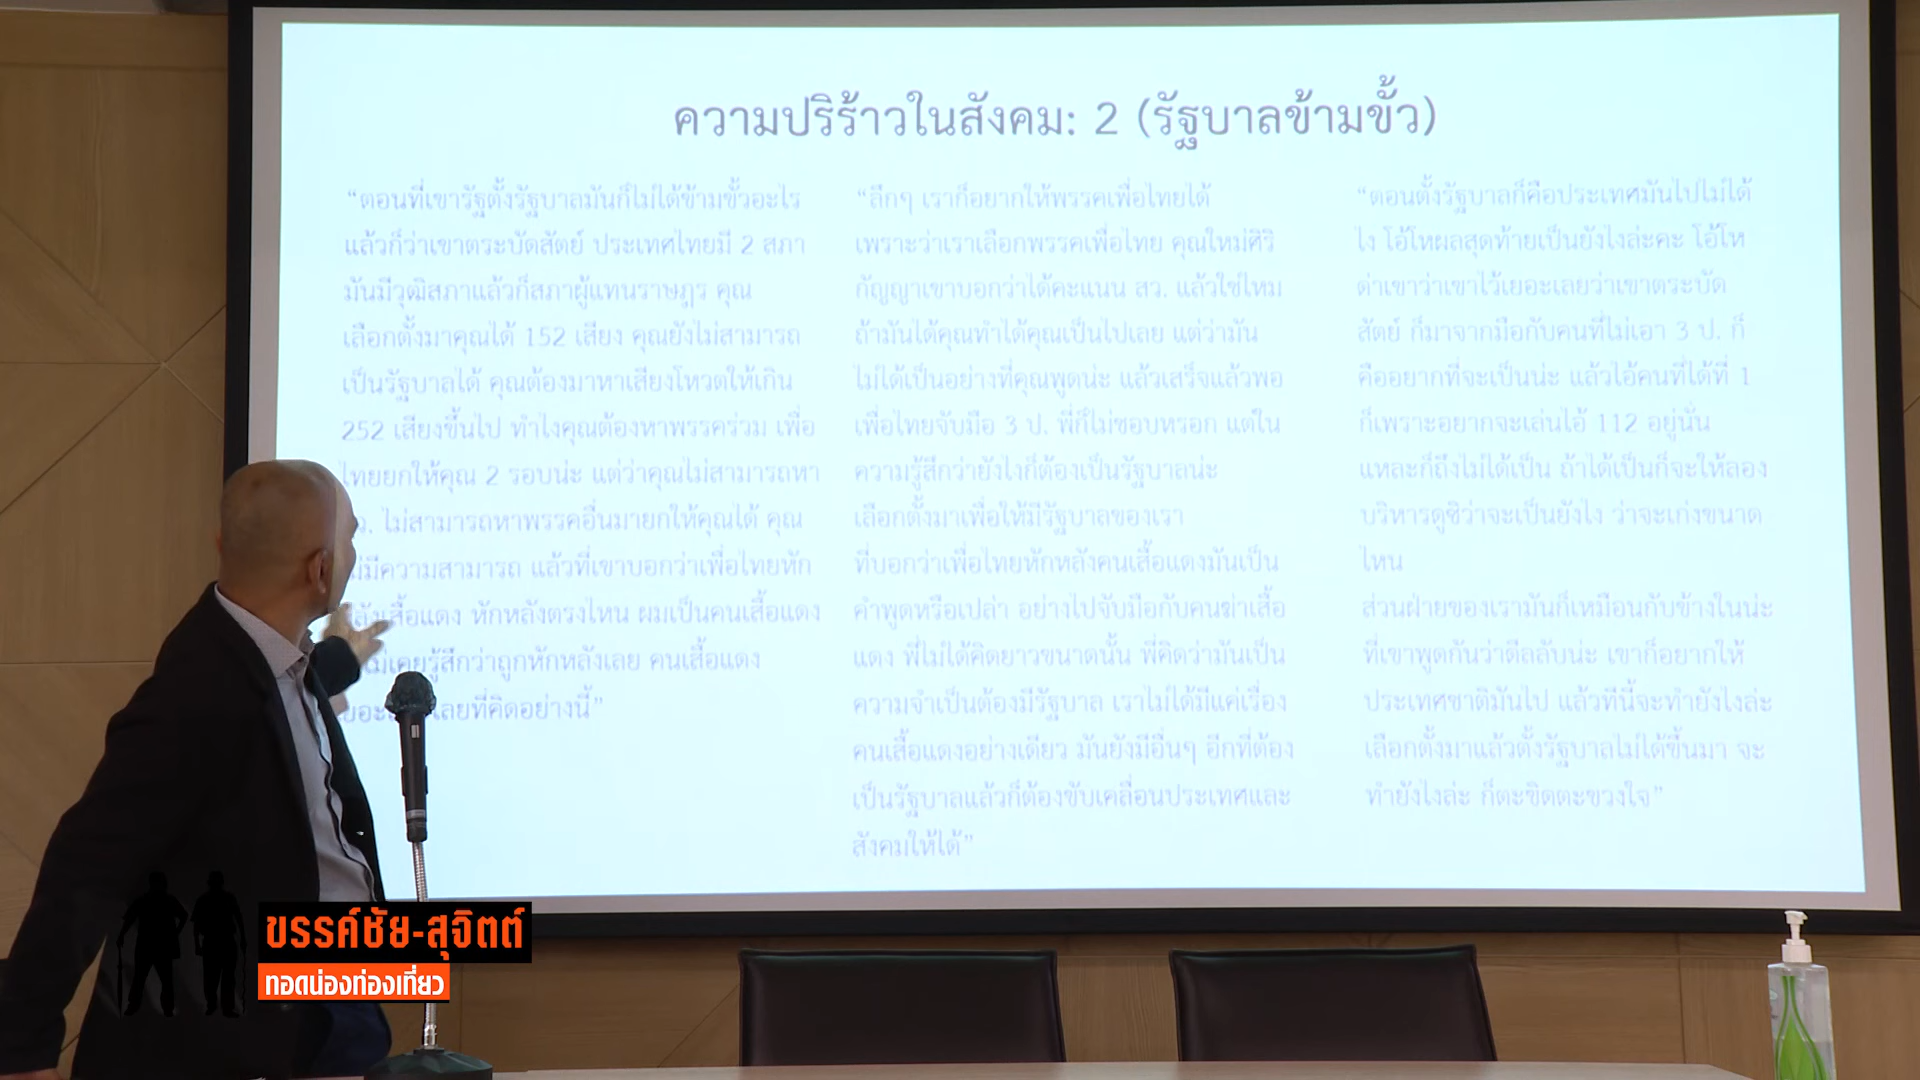 ความปริร้าวในสังคม: 2 (รัฐบาลข้ามขั้ว)
“ตอนที่เขารัฐตั้งรัฐบาลมันก็ไม่ได้ข้ามขั้วอะไร
แล้วก็ว่าเขาตระบัดสัตย์ ประเทศไทยมี 2 สภา
มันมีวุฒิสภาแล้วก็สภาผู้แทนราษฎร คุณ
เลือกตั้งมาคุณได้ 152 เสียง คุณยังไม่สามารถ
เป็นรัฐบาลได้ คุณต้องมาหาเสียงโหวตให้เกิน
252 เสียงขึ้นไป ทำไงคุณต้องหาพรรคร่วม เพื่อ
ไทยยกให้คุณ 2 รอบน่ะ แต่ว่าคุณไม่สามารถหา
ไม่สามารถหาพรรคอื่นมายกให้คุณได้ คุณ
มีความสามารถ แล้วที่เขาบอกว่าเพื่อไทยหัก
เสื้อแดง หักหลังตรงไหน ผมเป็นคนเสื้อแดง
เคยรู้สึกว่าถูกหักหลังเลย คนเสื้อแดง
เลยที่คิดอย่างนี้”
“ลึกๆ เราก็อยากให้พรรคเพื่อไทยได้
เพราะว่าเราเลือกพรรคเพื่อไทย คุณใหม่ศิริ
กัญญาเขาบอกว่าได้คะแนน สว. แล้วใช่ไหม
ถ้ามันได้คุณทำได้คุณเป็นไปเลย แต่ว่ามัน
ไม่ได้เป็นอย่างที่คุณพูดน่ะ แล้วเสร็จแล้วพอ
เพื่อไทยจับมือ 3 ป. พี่ก็ไม่ชอบหรอก แต่ใน
ความรู้สึกว่ายังไงก็ต้องเป็นรัฐบาลน่ะ
เลือกตั้งมาเพื่อให้มีรัฐบาลของเรา
ที่บอกว่าเพื่อไทยหักหลังคนเสื้อแดงมันเป็น
คำพูดหรือเปล่า อย่างไปจับมือกับคนฆ่าเสื้อ
แดง พี่ไม่ได้คิดยาวขนาดนั้น พี่คิดว่ามันเป็น
ความจำเป็นต้องมีรัฐบาล เราไม่ได้มีแค่เรื่อง
คนเสื้อแดงอย่างเดียว มันยังมีอื่นๆ อีกที่ต้อง
เป็นรัฐบาลแล้วก็ต้องขับเคลื่อนประเทศและ
สังคมให้ได้”
“ตอนตั้งรัฐบาลก็คือประเทศมันไปไม่ได้
ไง โอ้โหผลสุดท้ายเป็นยังไงล่ะคะ โอ้โห
ด่าเขาว่าเขาไว้เยอะเลยว่าเขาตระบัด
สัตย์ ก็มาจากมือกับคนที่ไม่เอา 3 ป. ก็
คืออยากที่จะเป็นน่ะ แล้วไอ้คนที่ได้ที่ 1
ก็เพราะอยากจะเล่นไอ้ 112 อยู่นั่น
แหละก็ถึงไม่ได้เป็น ถ้าได้เป็นก็จะให้ลอง
บริหารดูซิว่าจะเป็นยังไง ว่าจะเก่งขนาด
ไหน
ส่วนฝ่ายของเรามันก็เหมือนกับข้างในน่ะ
ที่เขาพูดกันว่าดีลลับน่ะ เขาก็อยากให้
ประเทศชาติมันไป แล้วทีนี้จะทำยังไงล่ะ
เลือกตั้งมาแล้วตั้งรัฐบาลไม่ได้ขึ้นมา จะ
ทำยังไงล่ะ ก็ตะขิดตะขวงใจ”
ขรรค์ชัย-สุจิตต์
ทอดน่องท่องเที่ยว